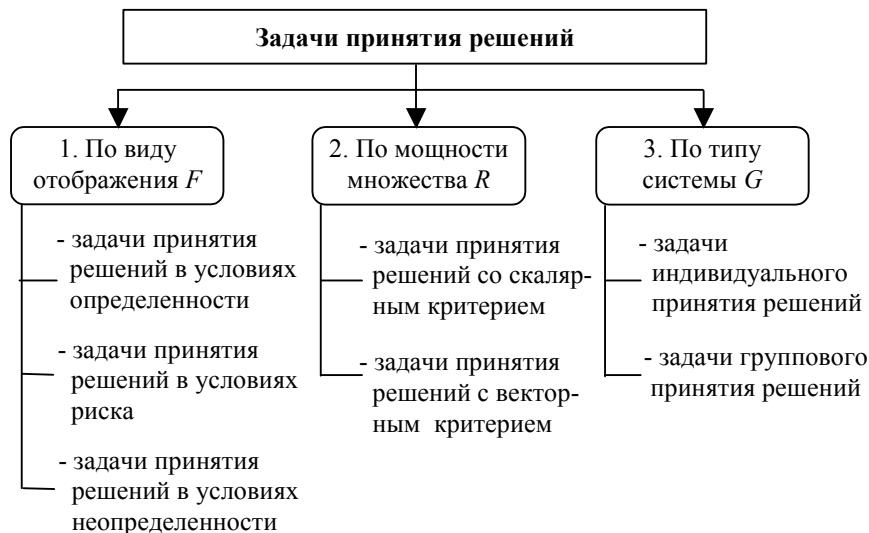 Задачи принятия решений
1. По виду
отображения F
- задачи принятия
решений в условиях
определенности
- задачи принятия
решений в условиях
риска
- задачи принятия
решений в условиях
неопределенности
2. По мощности
множества R
- задачи принятия
решений со скаляр-
ным критерием
- задачи принятия
решений с вектор-
ным критерием
3. По типу
системы G
- задачи
индивидуального
принятия решений
- задачи группового
принятия решений